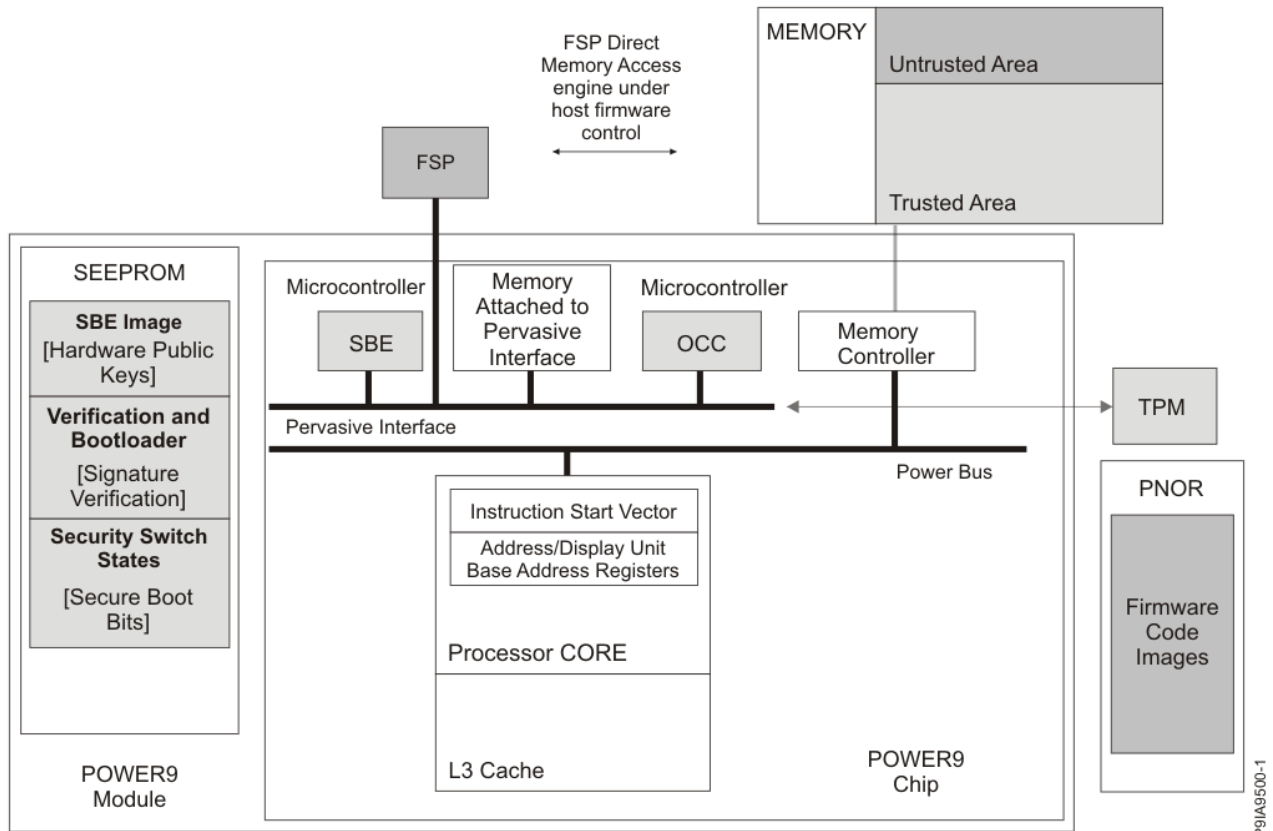 FSP Direct
Memory Access
engine under
host firmware
control
MEMORY
Untrusted Area
Trusted Area
FSP
SEEPROM
SBE Image
[Hardware Public
Keys]
Verification and
Bootloader
[Signature
Verification]
Security Switch
States
[Secure Boot
Bits]
POWER9
Module
Microcontroller
SBE
Memory
Attached to
Pervasive
Interface
Microcontroller
OCC
Memory
Controller
Pervasive Interface
Power Bus
TPM
Instruction Start Vector
Address/Display Unit
Base Address Registers
Processor CORE
L3 Cache
POWER9
Chip
PNOR
Firmware
Code
Images
P9IA9500-1